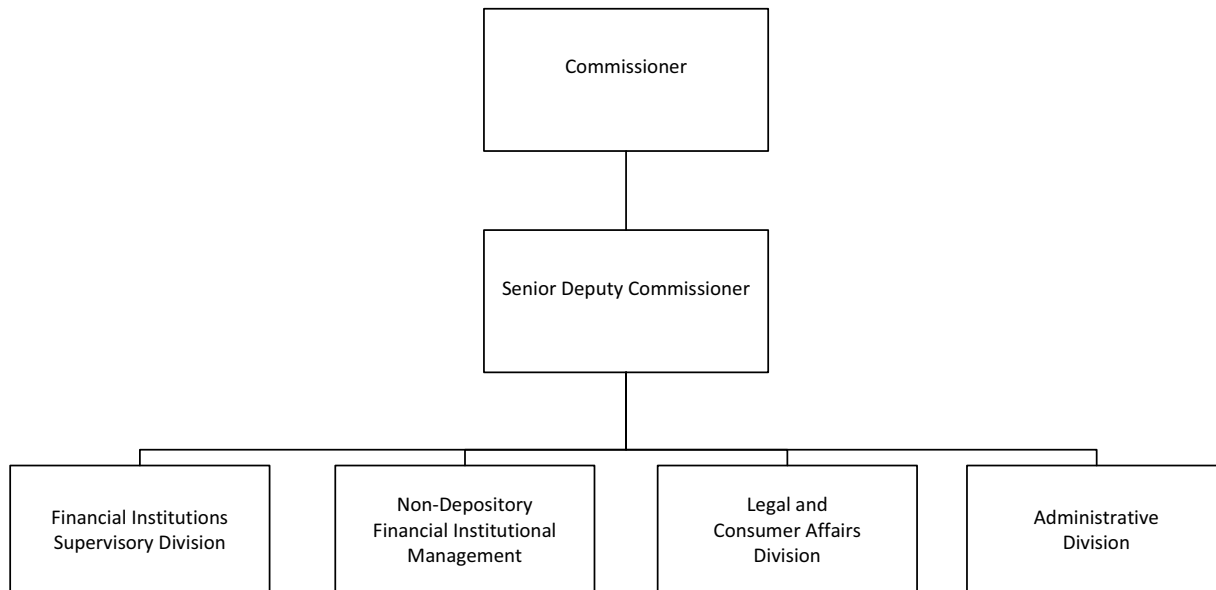 Commissioner
Senior Deputy Commissioner
Financial Institutions
Supervisory Division
Non-Depository
Financial Institutional
Management
Legal and
Consumer Affairs
Division
Administrative
Division